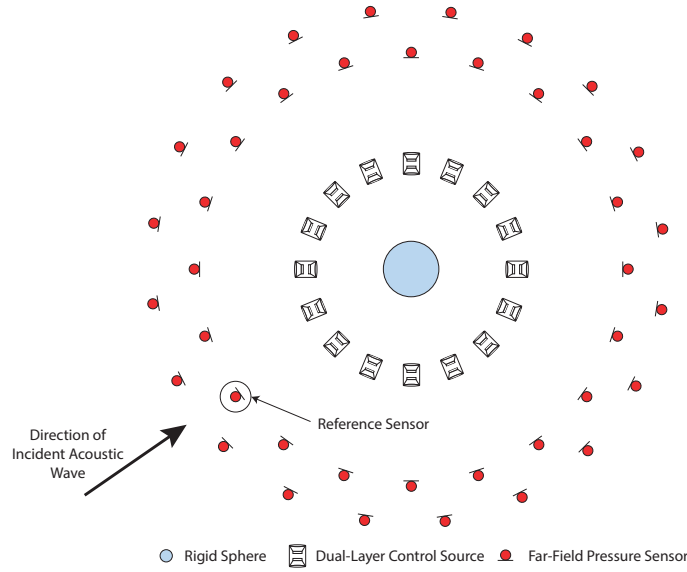 Reference Sensor
Direction of
Incident Acoustic
Wave
Rigid Sphere
Dual-Layer Control Source
Far-Field Pressure Sensor